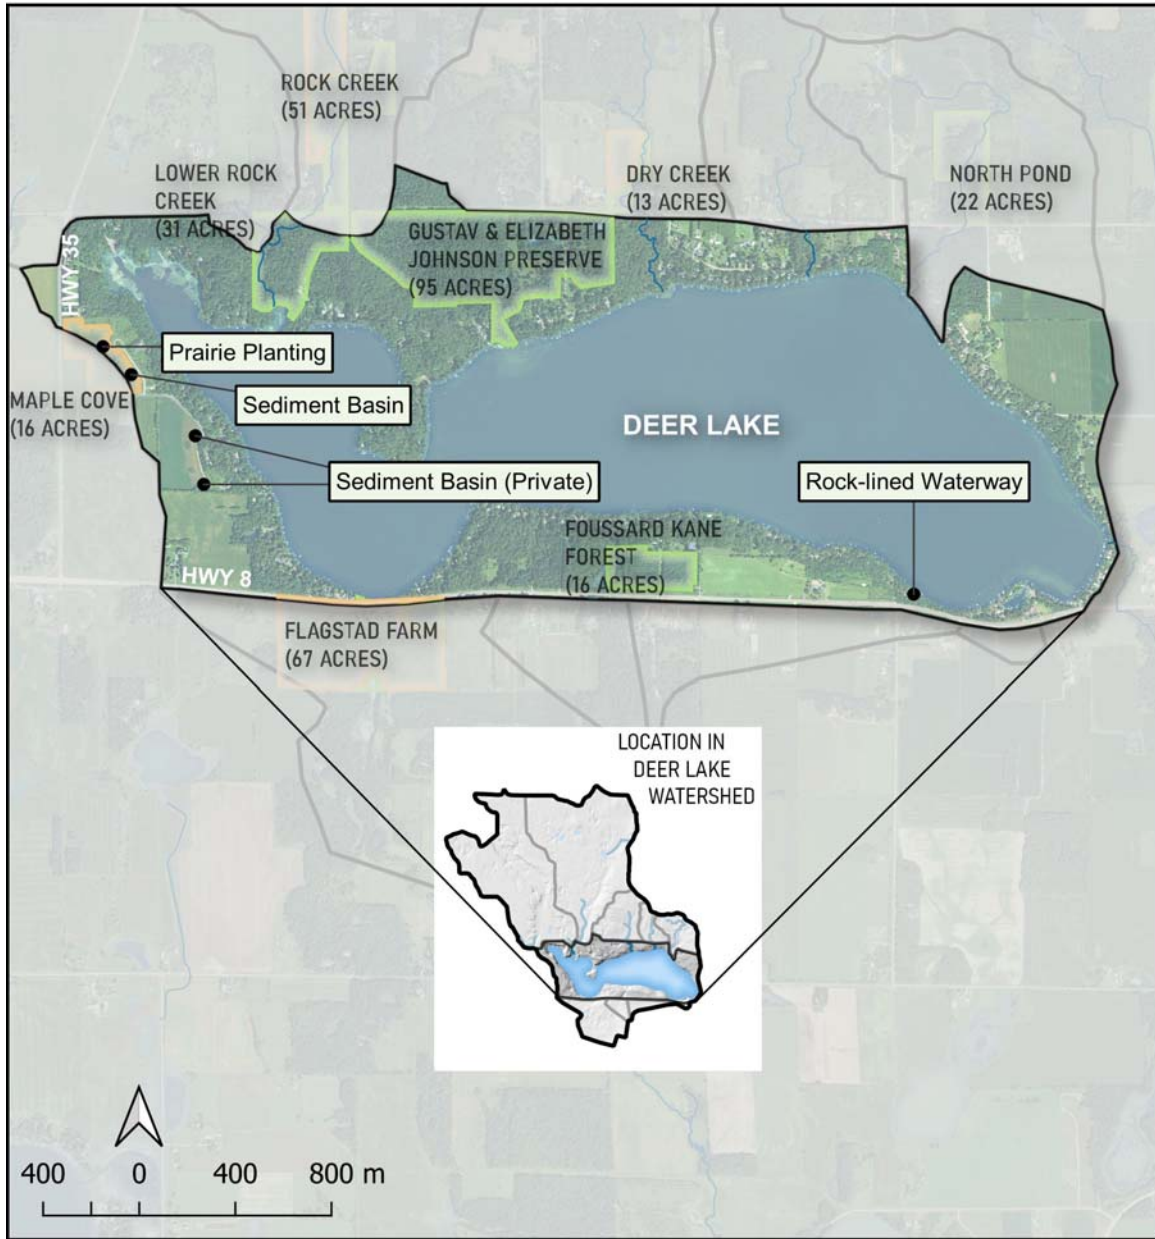 ROCK CREEK
(51 ACRES)
LOWER ROCK
CREEK
(31 ACRES)
DRY CREEK
(13 ACRES)
NORTH POND
(22 ACRES)
GUSTAV & ELIZABETH
JOHNSON PRESERVE
(95 ACRES)
HWY 35
Prairie Planting
Sediment Basin
MAPLE COVE
(16 ACRES)
DEER LAKE
Sediment Basin (Private)
Rock-lined Waterway
FOUSSARD KANE
FOREST
(16 ACRES)
HWY 8
FLAGSTAD FARM
(67 ACRES)
LOCATION IN
DEER LAKE
WATERSHED
400 0 400 800 m